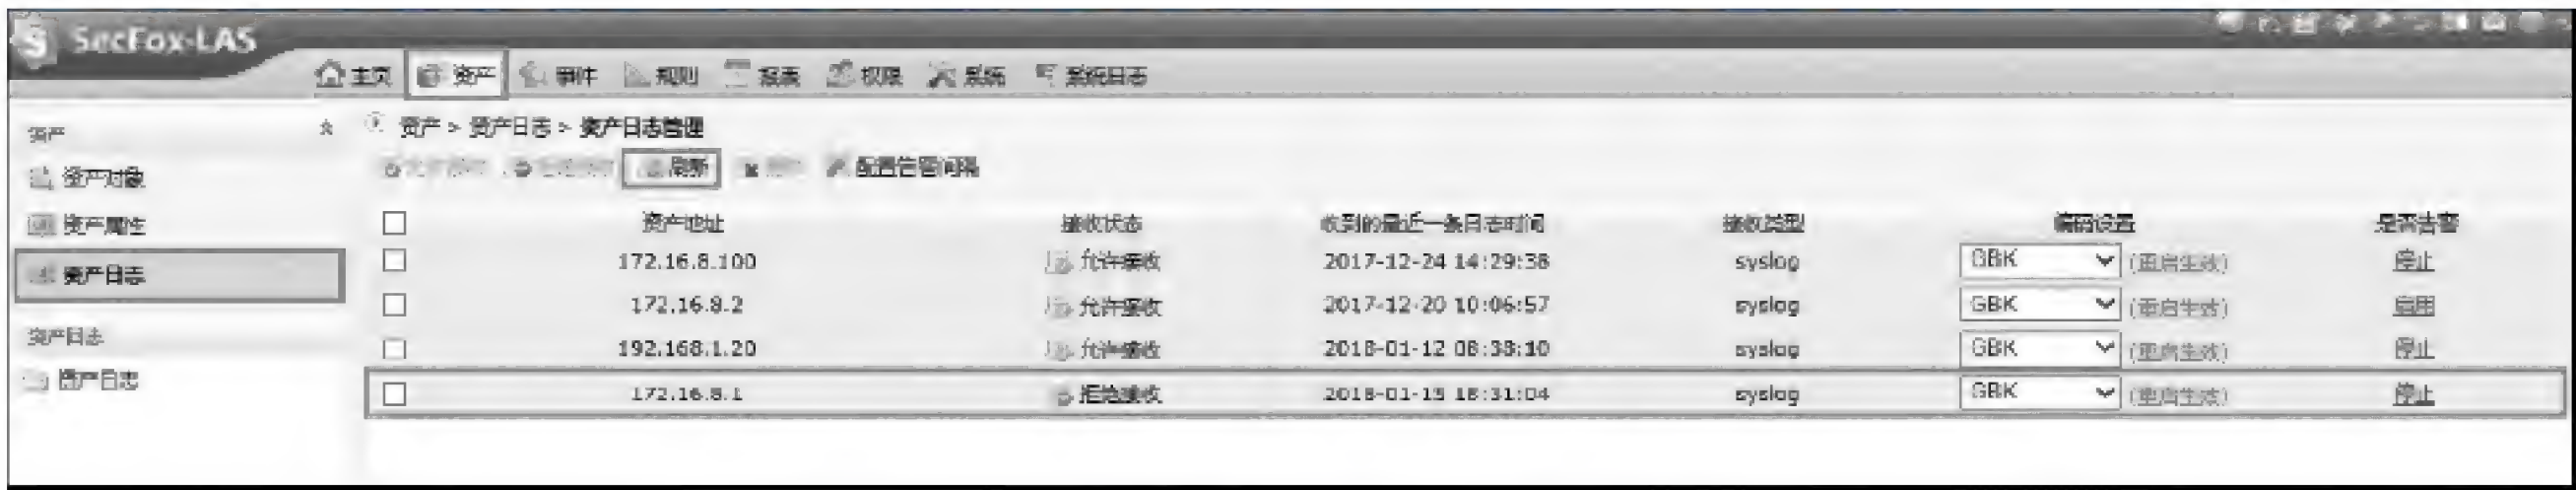 SecFox-LAS
主页 资产 事件 规则 报表 权限 系统 系统日志
资产
资产 > 资产日志 > 资产日志管理
资产对象
刷新 配置告警间隔
资产属性
资产地址 接收状态 收到的最近一条日志时间 接收类型 编码设置 是否告警
资产日志
172.16.8.100 允许接收 2017-12-24 14:29:38 syslog GBK (重启生效) 停止
172.16.8.2 允许接收 2017-12-20 10:06:57 syslog GBK (重启生效) 启用
资产日志
192.168.1.20 允许接收 2018-01-12 08:38:10 syslog GBK (重启生效) 停止
资产日志
172.16.8.1 拒绝接收 2018-01-15 18:31:04 syslog GBK (重启生效) 停止